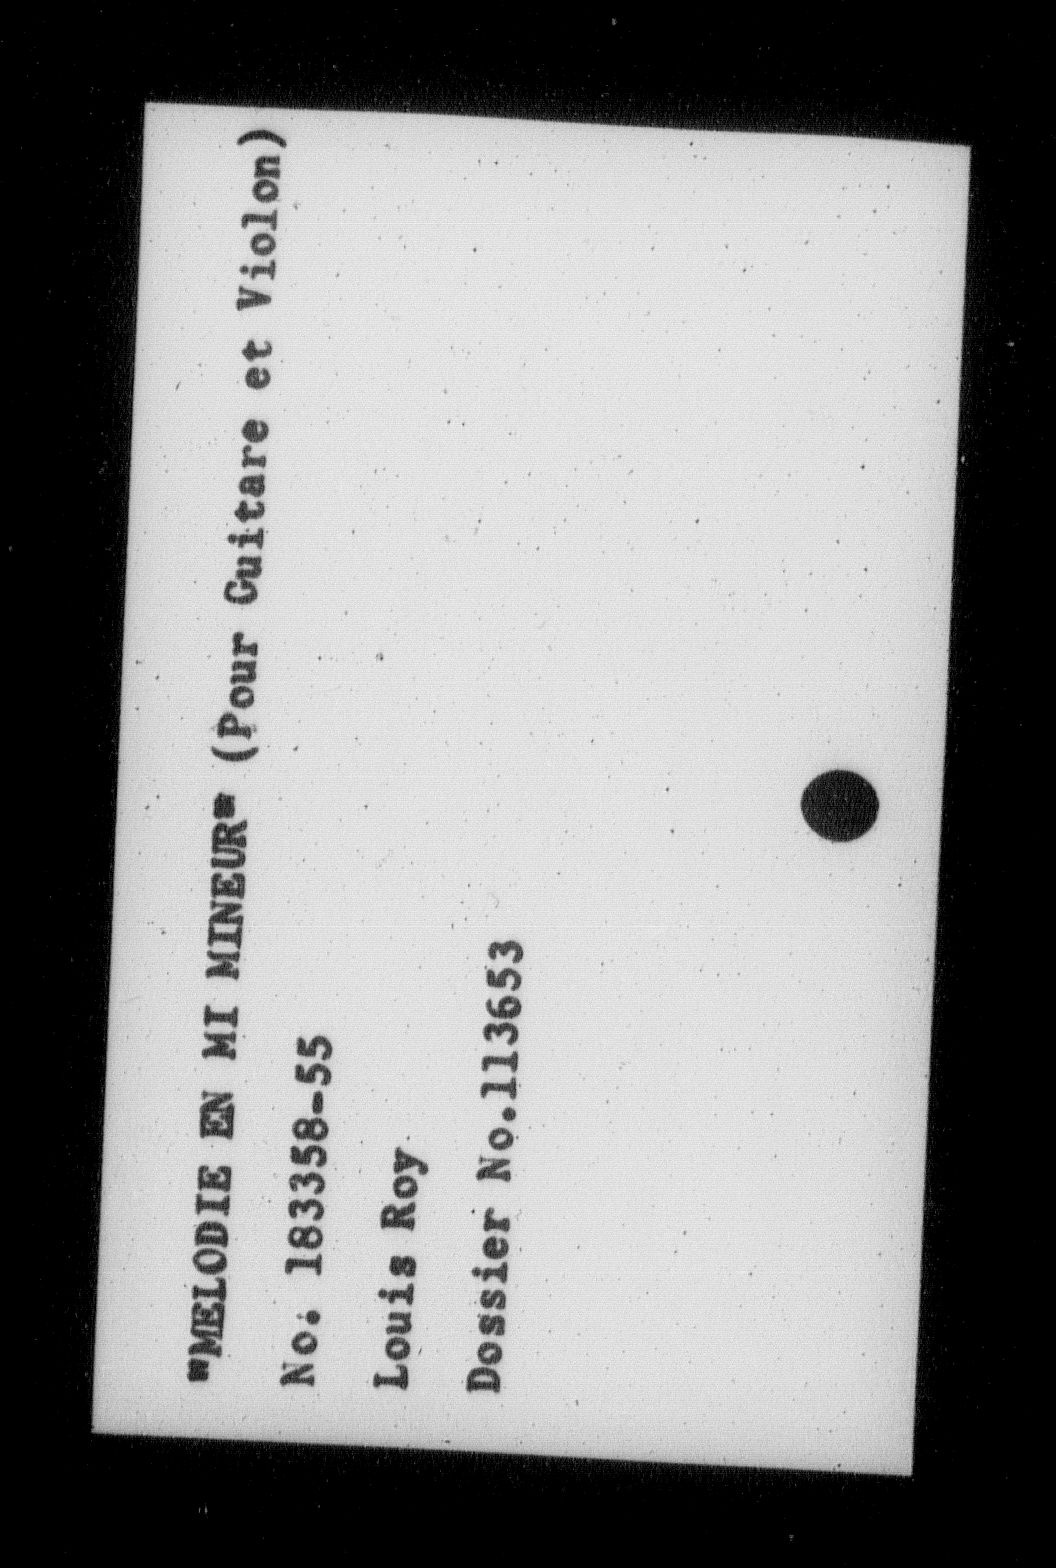 "MELODIE EN MI MINEUR" (Pour Guitare et Violon)
No. 183358-55
Louis Roy
Dossier No.113653